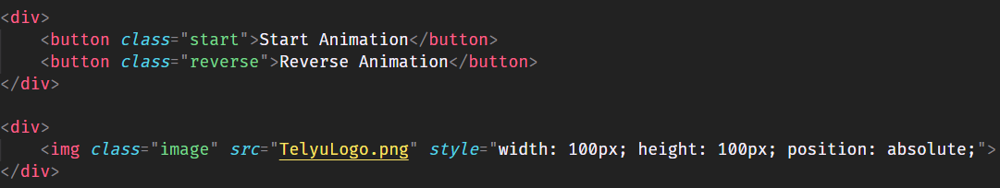 <div>
    <button class="start">Start Animation</button>
    <button class="reverse">Reverse Animation</button>
</div>

<div>
    <img class="image" src="TelyuLogo.png" style="width: 100px; height: 100px; position: absolute;">
</div>